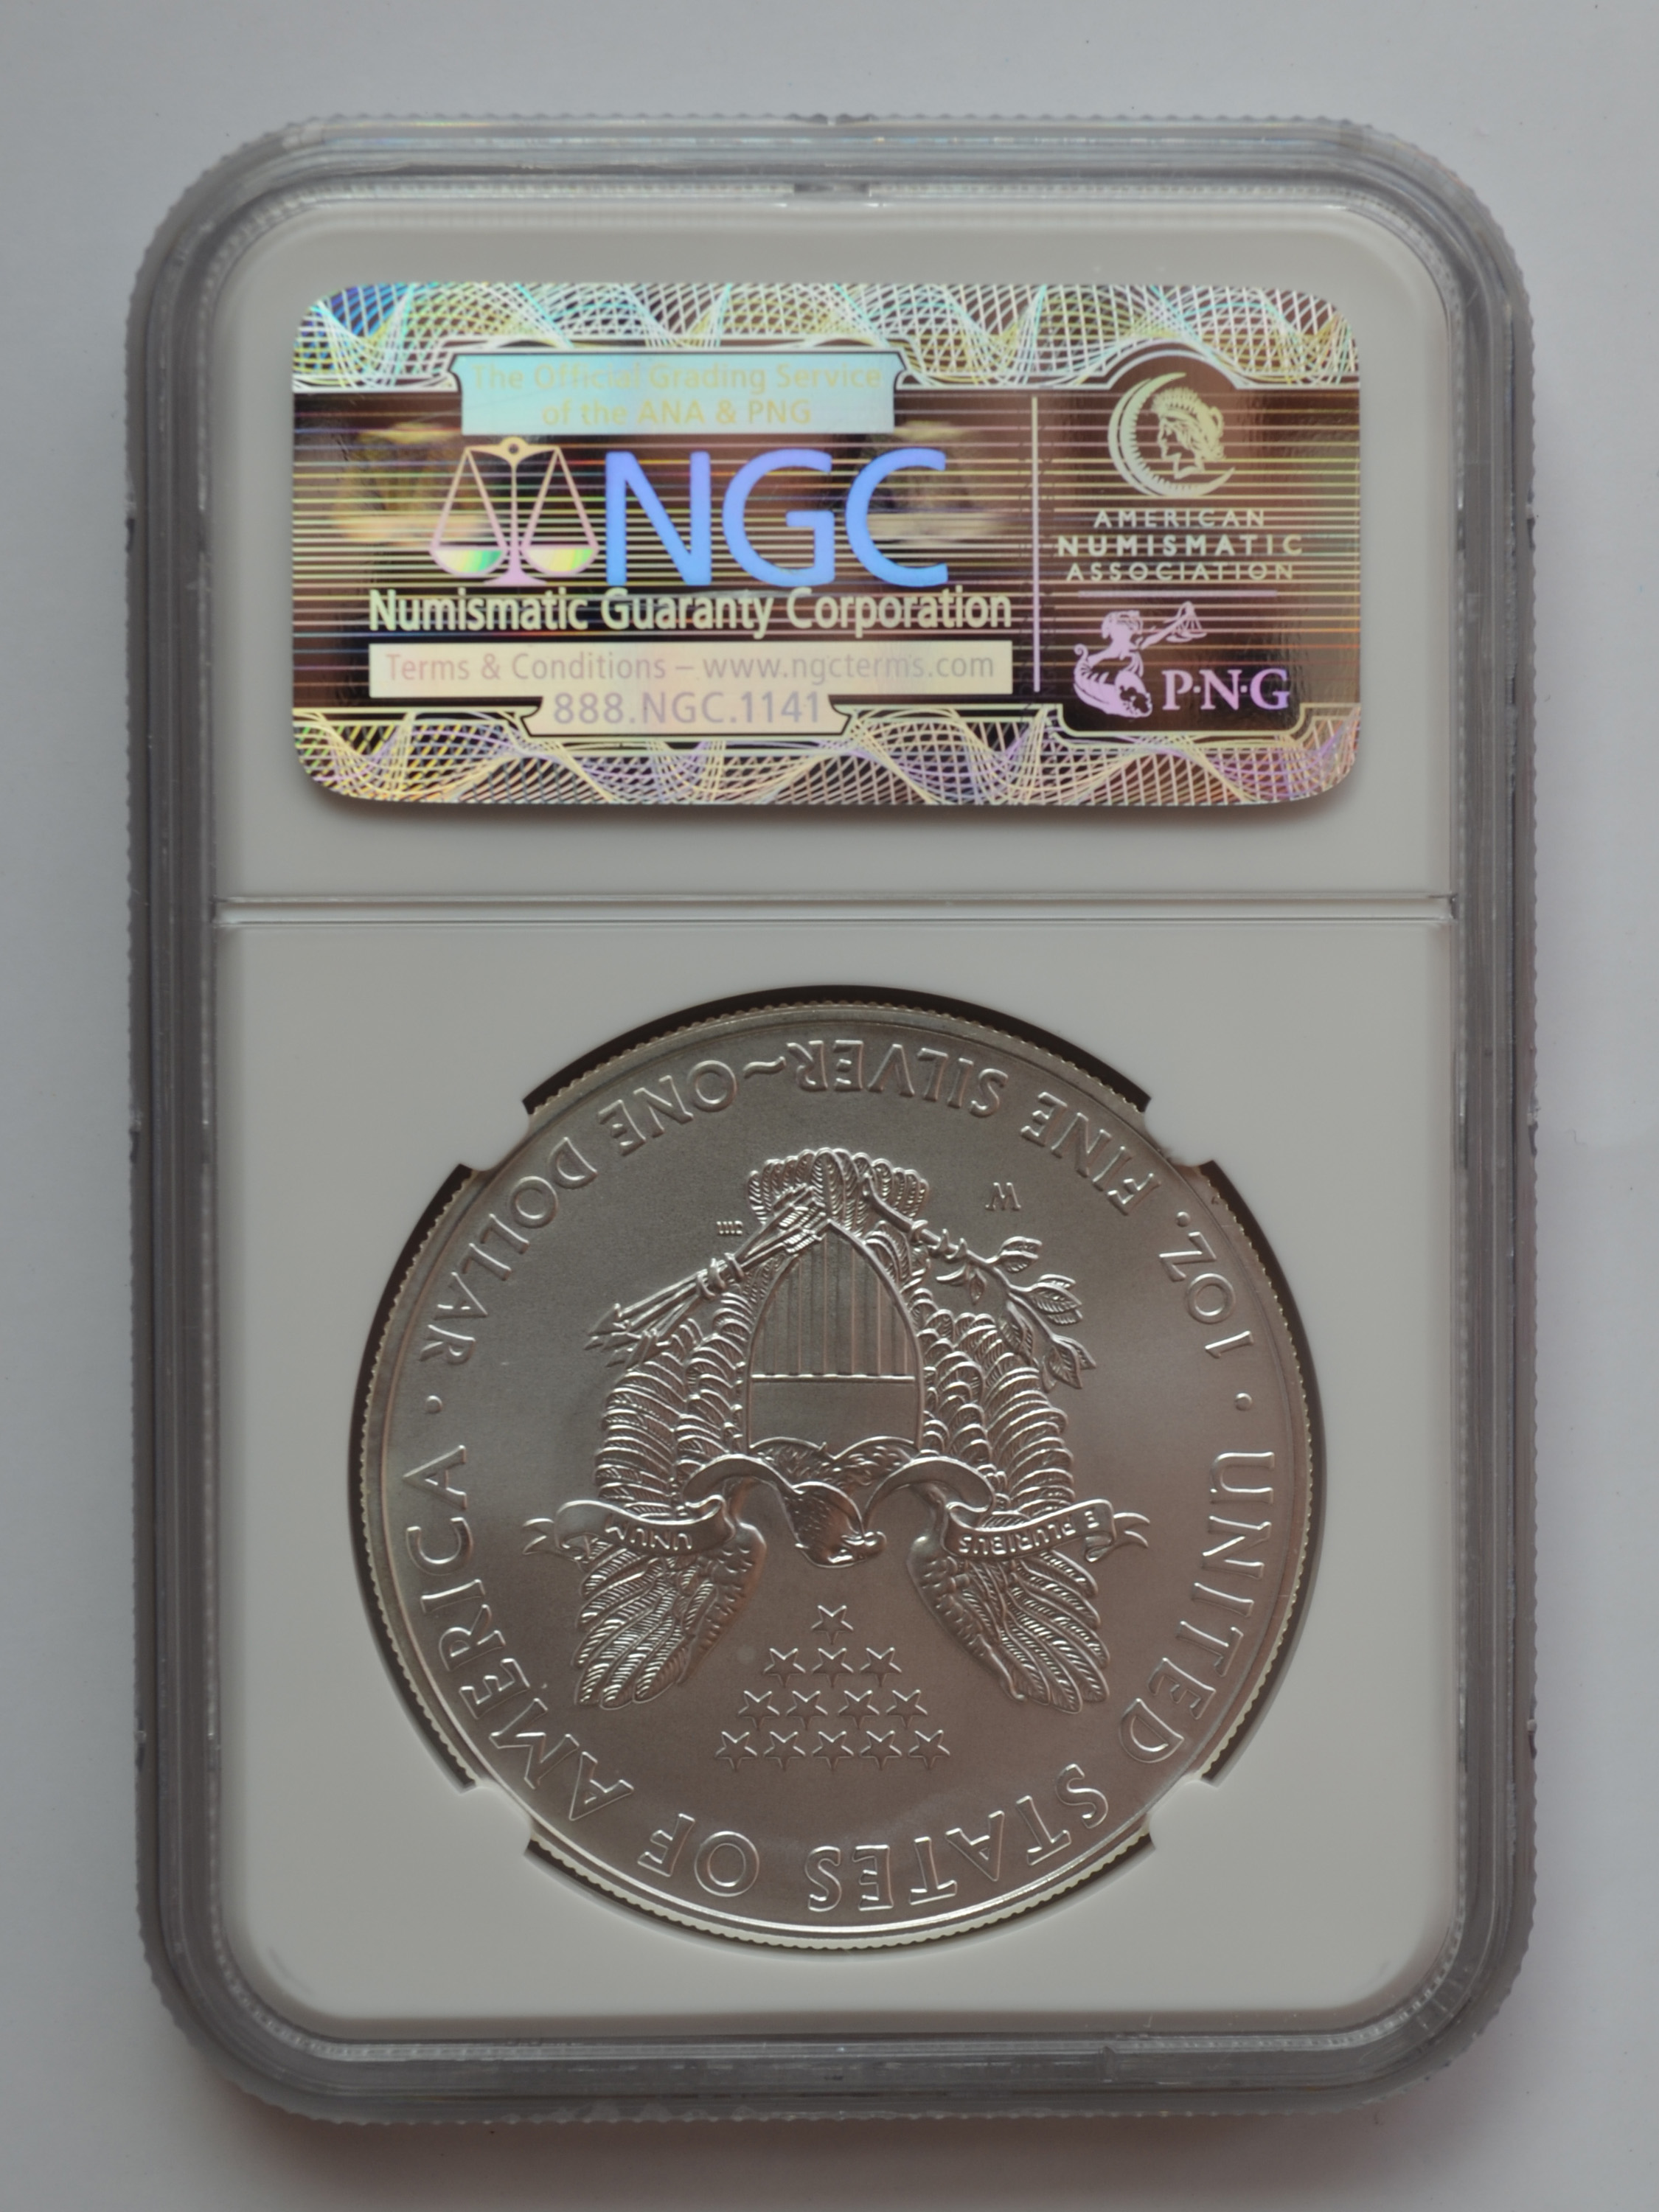 The Official Grading Service
of the ANA & PNG
NGC
Numismatic Guaranty Corporation
Terms & Conditions – www.ngcterms.com
888.NGC.1141
AMERICAN
NUMISMATIC
ASSOCIATION
P·N·G
UNITED STATES OF AMERICA
1 OZ. FINE SILVER~ONE DOLLAR
E PLURIBUS
UNUM
W